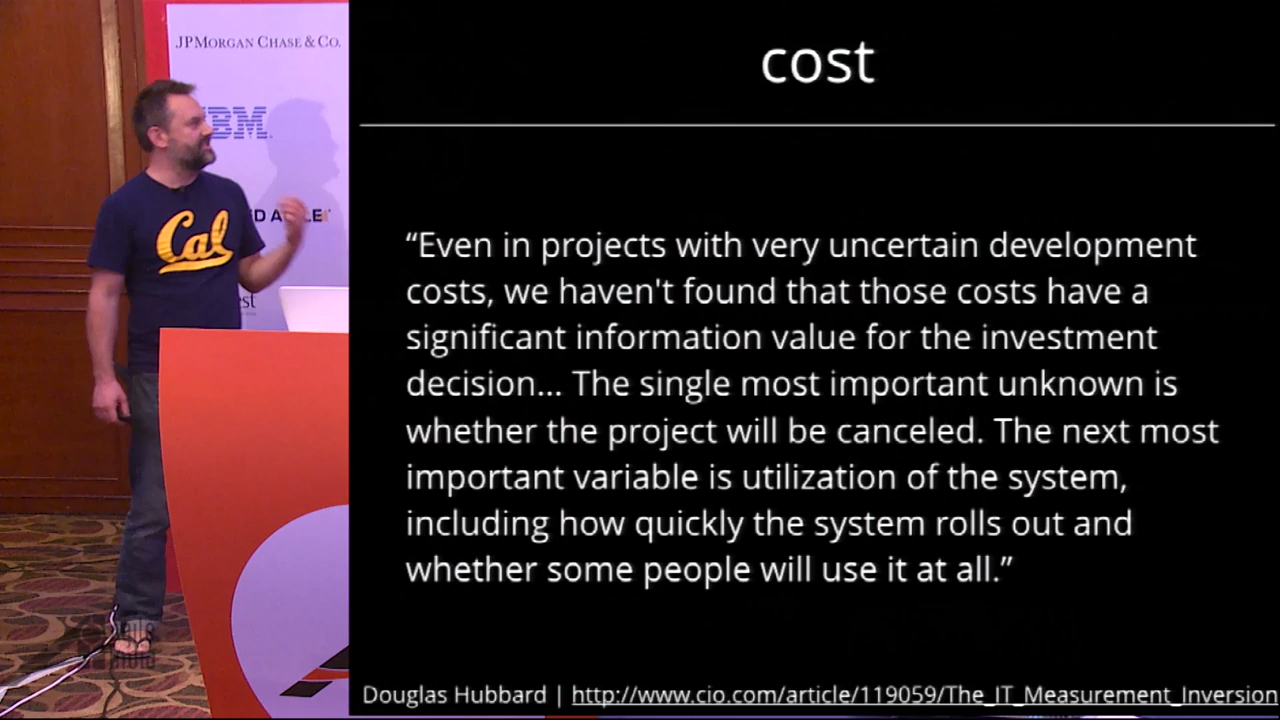 JPMORGAN CHASE & CO.
IBM
Cal
cost
“Even in projects with very uncertain development
costs, we haven't found that those costs have a
significant information value for the investment
decision... The single most important unknown is
whether the project will be canceled. The next most
important variable is utilization of the system,
including how quickly the system rolls out and
whether some people will use it at all.”
Douglas Hubbard | http://www.cio.com/article/119059/The_IT_Measurement_Inversion